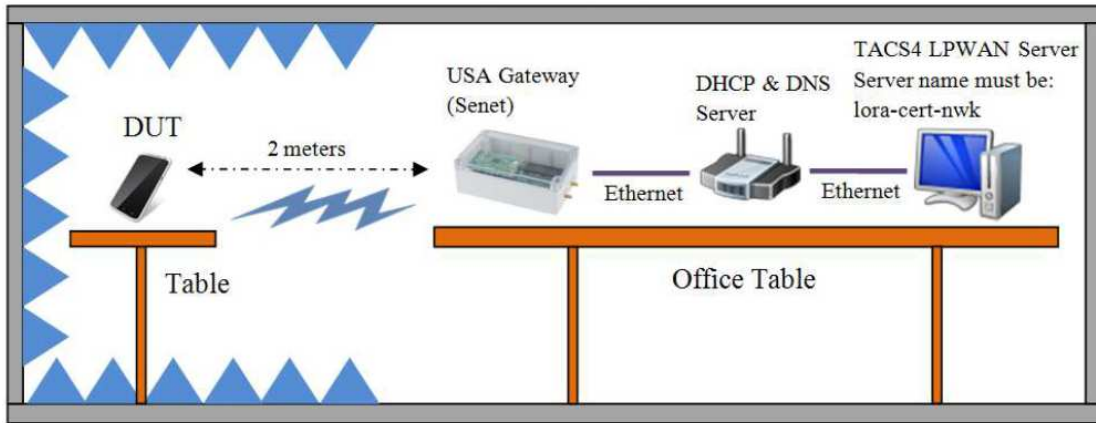 DUT
2 meters
USA Gateway
(Senet)
DHCP & DNS
Server
TACS4 LPWAN Server
Server name must be:
lora-cert-nwk
Ethernet
Ethernet
Table
Office Table